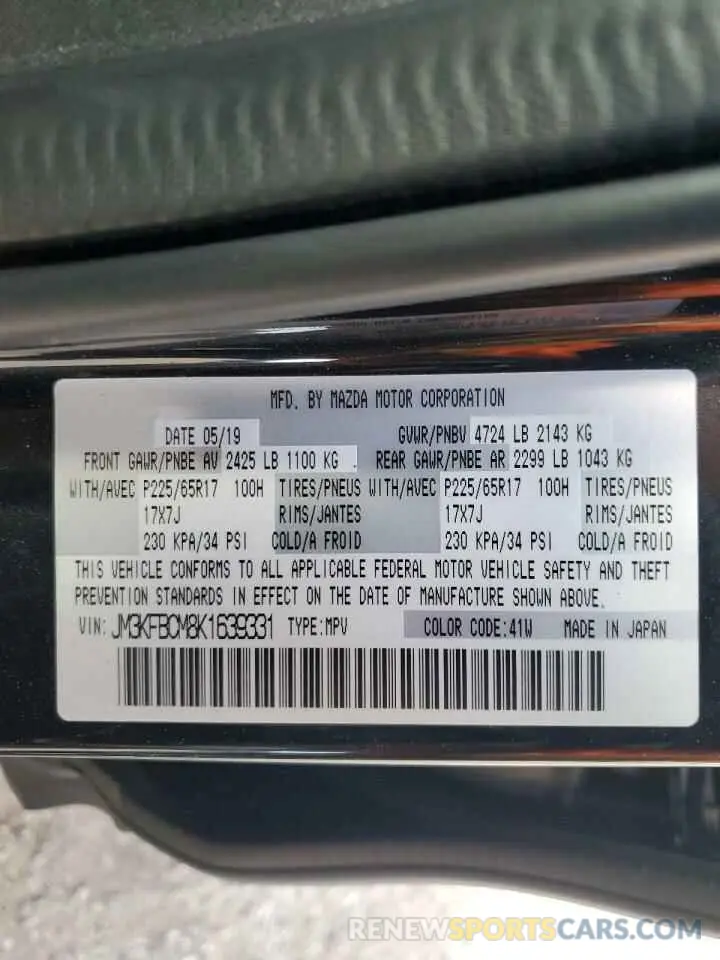 MFD. BY MAZDA MOTOR CORPORATION
DATE 05/19 GVWR/PNBV 4724 LB 2143 KG
FRONT GAWR/PNBE AV 2425 LB 1100 KG . REAR GAWR/PNBE AR 2299 LB 1043 KG
WITH/AVEC P225/65R17 100H TIRES/PNEUS WITH/AVEC P225/65R17 100H TIRES/PNEUS
17X7J RIMS/JANTES 17X7J RIMS/JANTES
230 KPA/34 PSI COLD/A FROID 230 KPA/34 PSI COLD/A FROID
THIS VEHICLE CONFORMS TO ALL APPLICABLE FEDERAL MOTOR VEHICLE SAFETY AND THEFT
PREVENTION STANDARDS IN EFFECT ON THE DATE OF MANUFACTURE SHOWN ABOVE.
VIN: JM3KFBCM8K1639331 TYPE:MPV COLOR CODE:41W MADE IN JAPAN
RENEWSPORTSCARS.COM